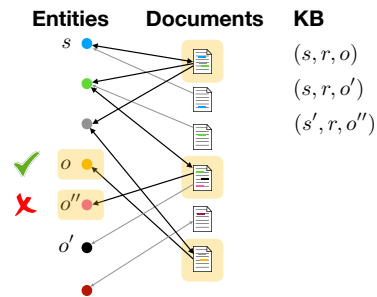 Entities Documents KB
s
(s, r, o)
(s, r, o′)
(s′, r, o′′)
o
o′′
o′